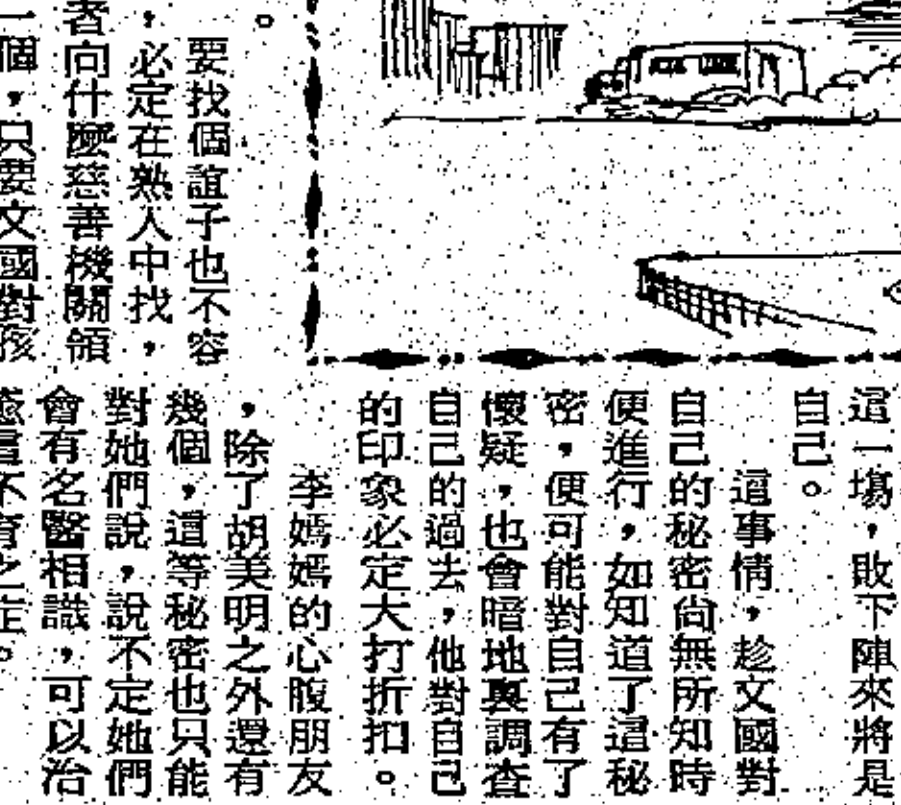 。
要找個誼子也不容
，必定在熟人中找，
者向什麼慈善機關領
一個，只要文國對孩
這一塲，敗下陣來將是
自己。
這事情，趁文國對
自己的秘密尚無所知時
便進行，如知道了這秘
密，便可能對自己有了
懷疑，也會暗地裏調查
自己的過去，他對自己
的印象必定大打折扣。
李媽媽的心腹朋友
，除了胡美明之外還有
幾個，這等秘密也只能
對她們說，說不定她們
會有名醫相識，可以治
不育之症。